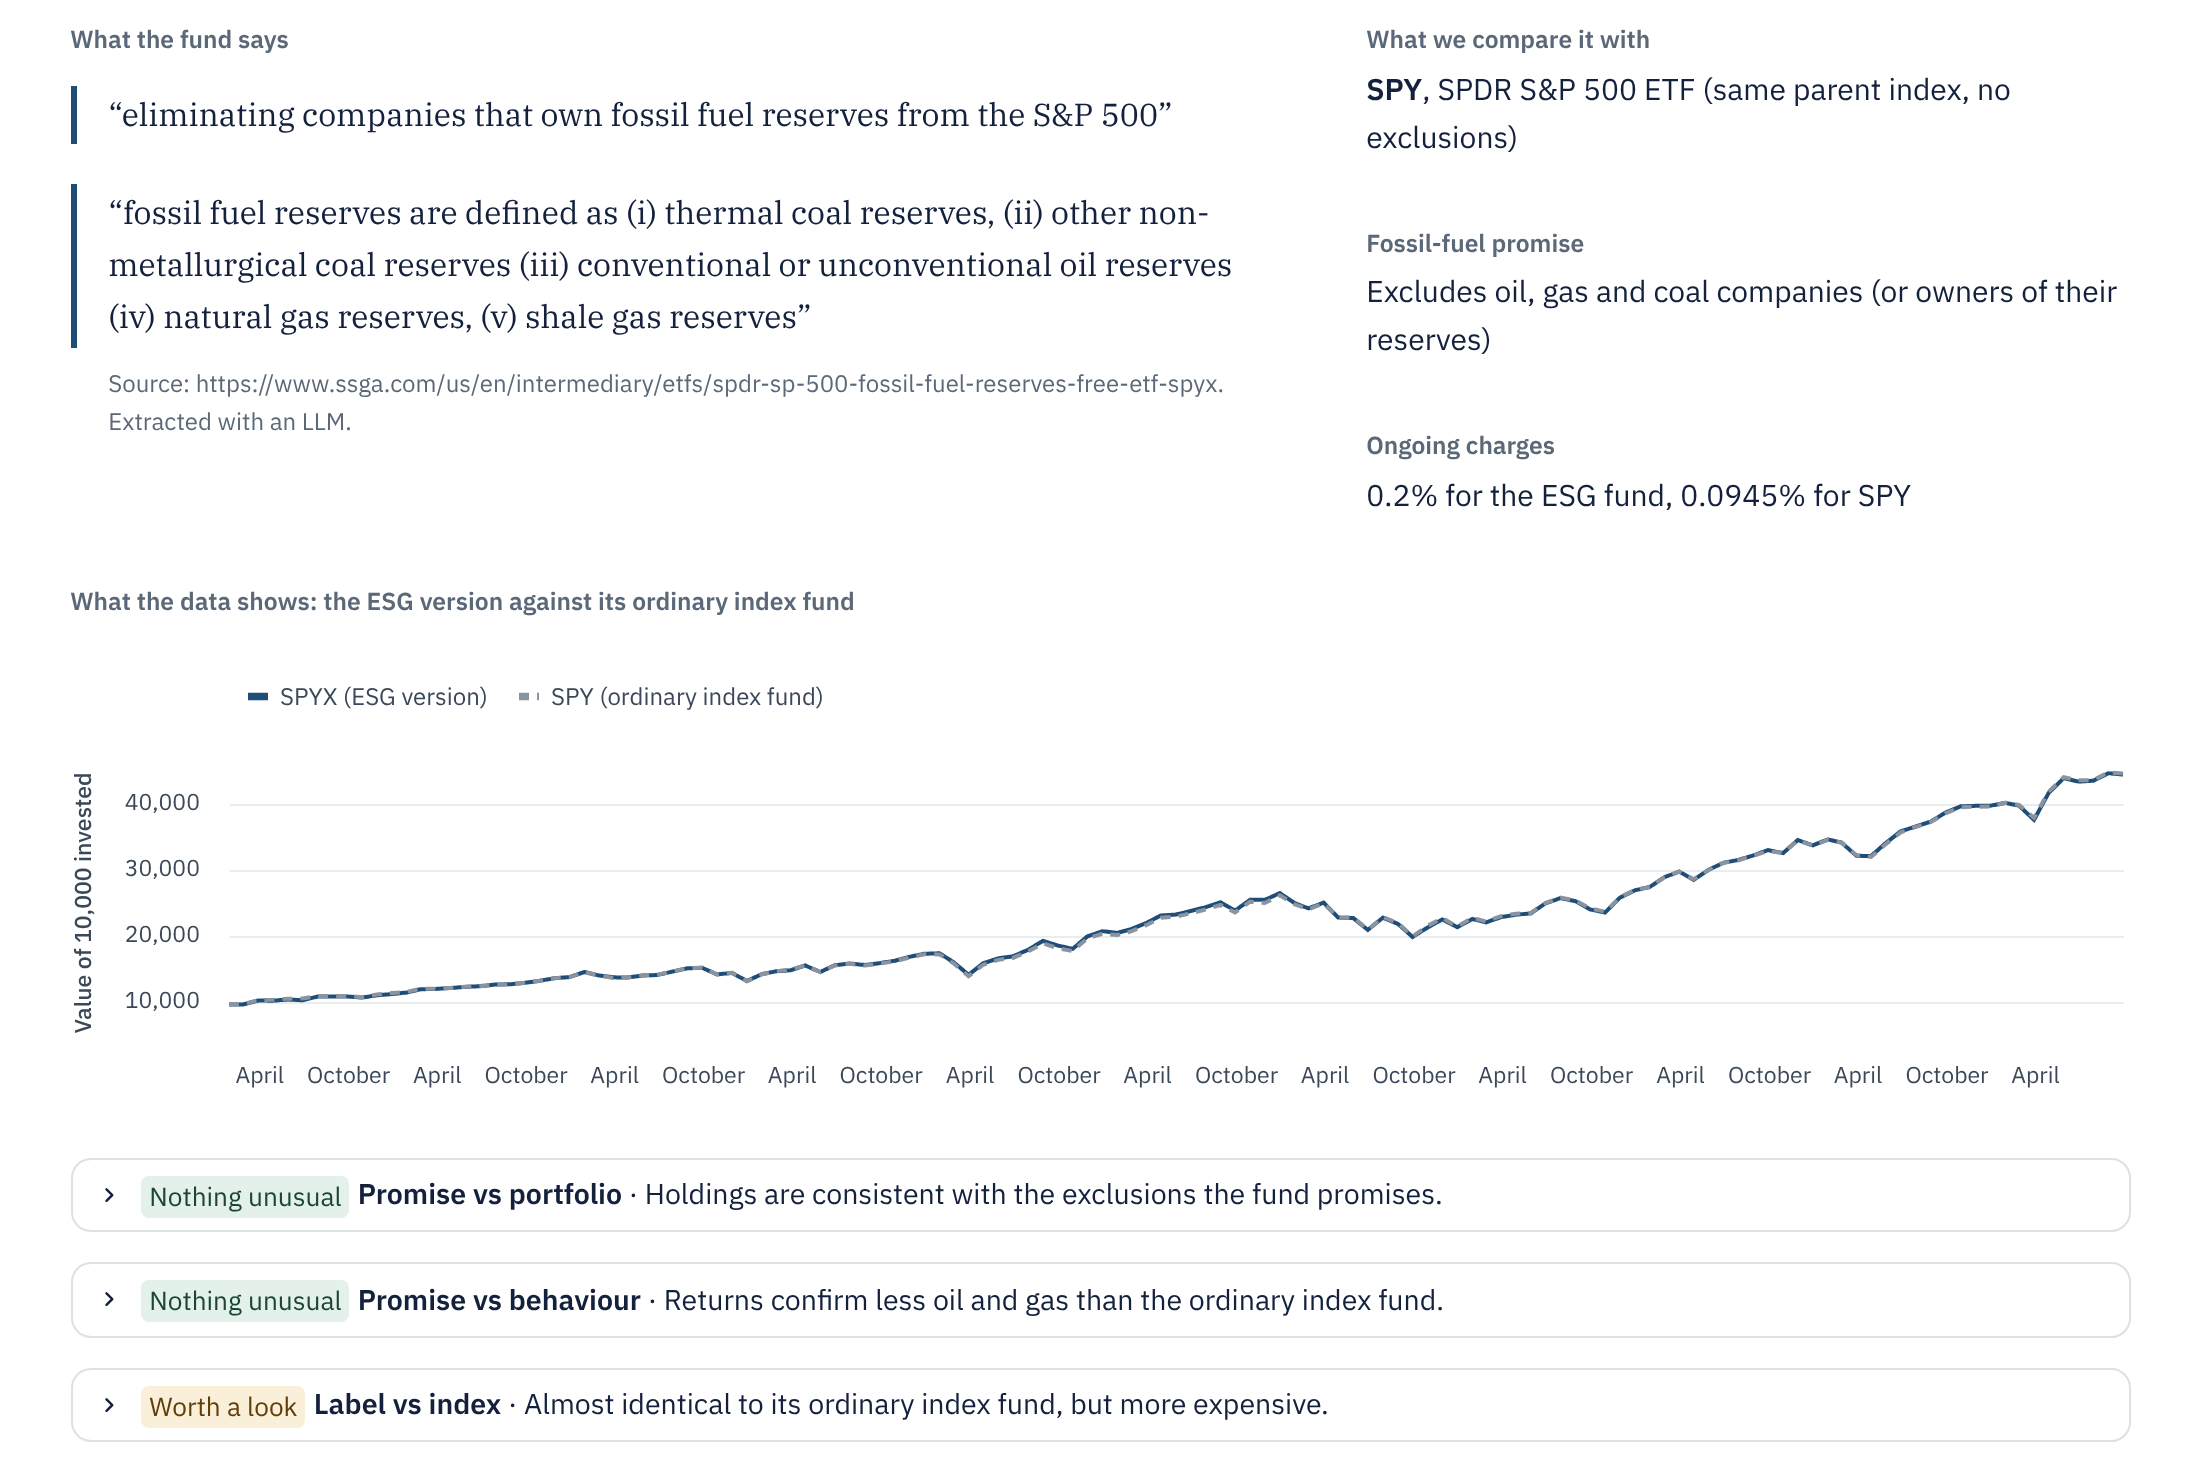 What the fund says
“eliminating companies that own fossil fuel reserves from the S&P 500”
“fossil fuel reserves are defined as (i) thermal coal reserves, (ii) other non-
metallurgical coal reserves (iii) conventional or unconventional oil reserves
(iv) natural gas reserves, (v) shale gas reserves”
Source: https://www.ssga.com/us/en/intermediary/etfs/spdr-sp-500-fossil-fuel-reserves-free-etf-spyx.
Extracted with an LLM.
What we compare it with
SPY, SPDR S&P 500 ETF (same parent index, no
exclusions)
Fossil-fuel promise
Excludes oil, gas and coal companies (or owners of their
reserves)
Ongoing charges
0.2% for the ESG fund, 0.0945% for SPY
What the data shows: the ESG version against its ordinary index fund
SPYX (ESG version) SPY (ordinary index fund)
Value of 10,000 invested
40,000
30,000
20,000
10,000
April October April October April October April October April October April October April October April October April October April October April
Nothing unusual Promise vs portfolio · Holdings are consistent with the exclusions the fund promises.
Nothing unusual Promise vs behaviour · Returns confirm less oil and gas than the ordinary index fund.
Worth a look Label vs index · Almost identical to its ordinary index fund, but more expensive.